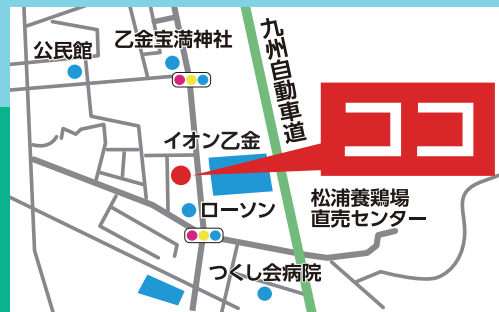 公民館
乙金宝満神社
九州自動車道
イオン乙金
ココ
ローソン
松浦養鶏場
直売センター
つくし会病院